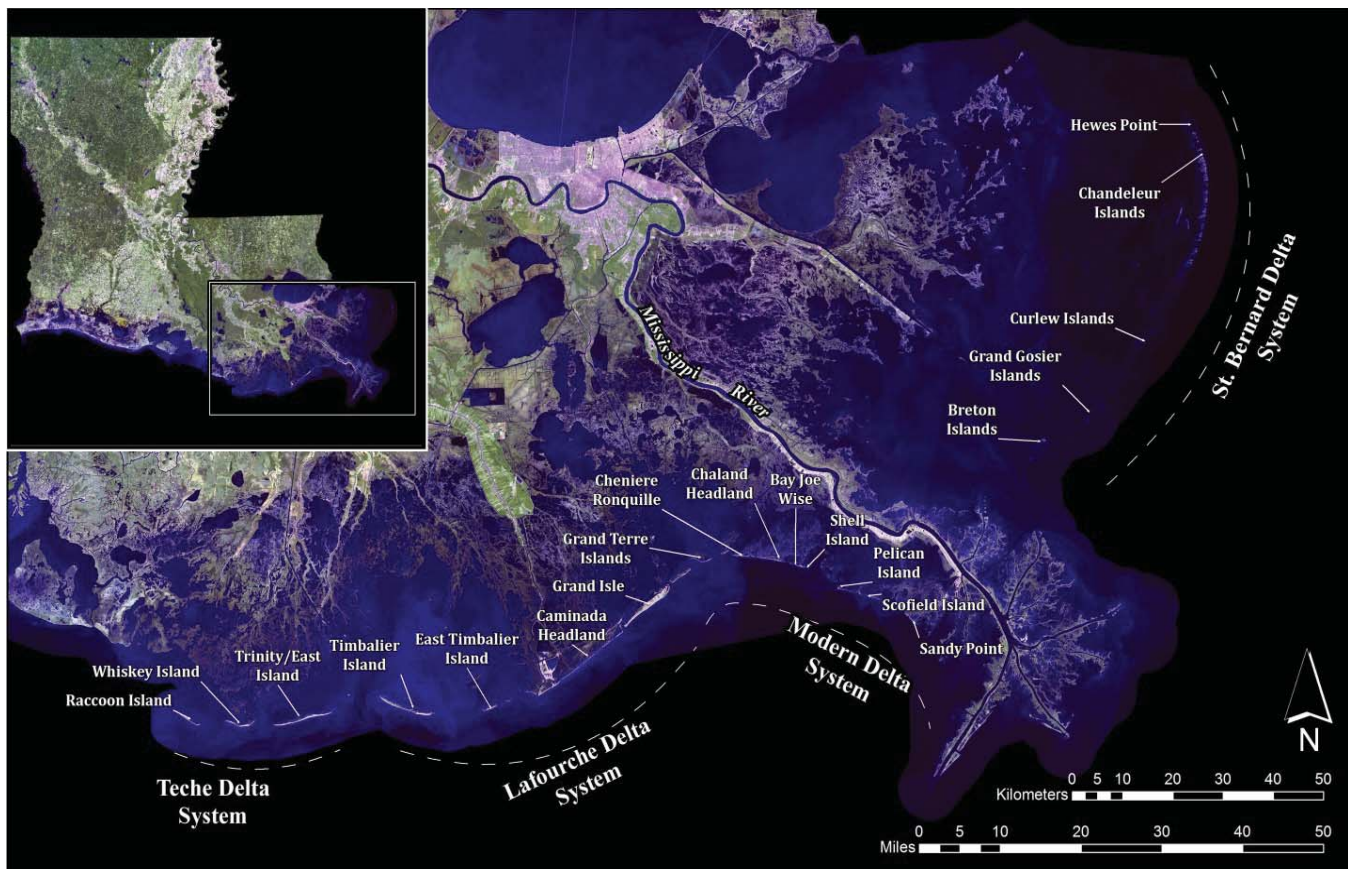 Hewes Point
Chandeleur
Islands
St. Bernard Delta
System
Curlew Islands
Grand Gosier
Islands
Breton
Islands
Mississippi
River
Cheniere
Ronquille
Chaland
Headland
Bay Joe
Wise
Shell
Island
Grand Terre
Islands
Pelican
Island
Grand Isle
Scofield Island
Caminada
Headland
Sandy Point
Modern Delta
System
East Timbalier
Island
Timbalier
Island
Trinity/East
Island
Whiskey Island
Raccoon Island
Lafourche Delta
System
Teche Delta
System
N
0 5 10 20 30 40 50
Kilometers
0 5 10 20 30 40 50
Miles